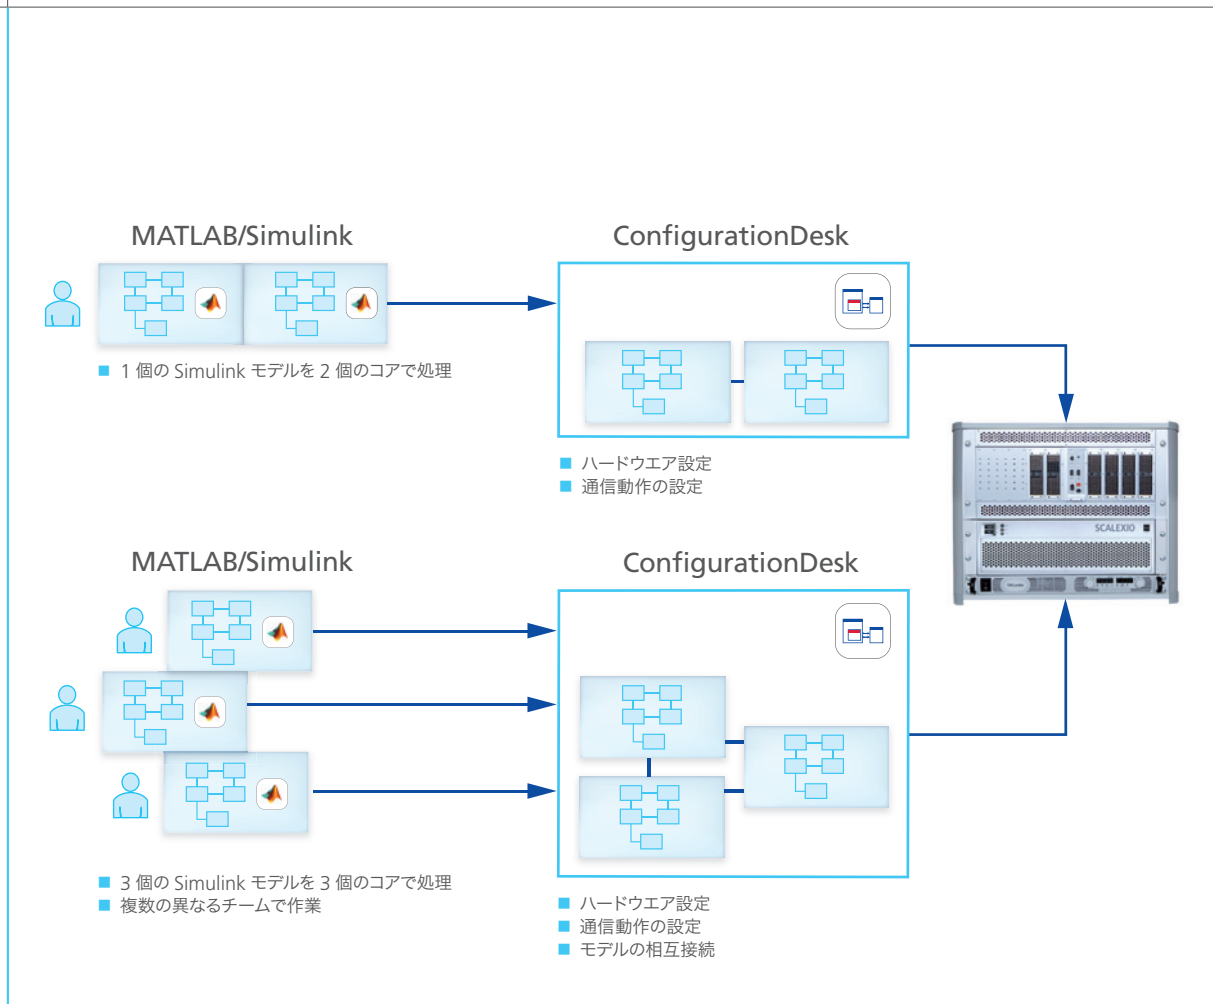 MATLAB/Simulink
ConfigurationDesk
1 個の Simulink モデルを 2 個のコアで処理
ハードウエア設定
通信動作の設定
SCALEXIO
MATLAB/Simulink
ConfigurationDesk
3 個の Simulink モデルを 3 個のコアで処理
複数の異なるチームで作業
ハードウエア設定
通信動作の設定
モデルの相互接続